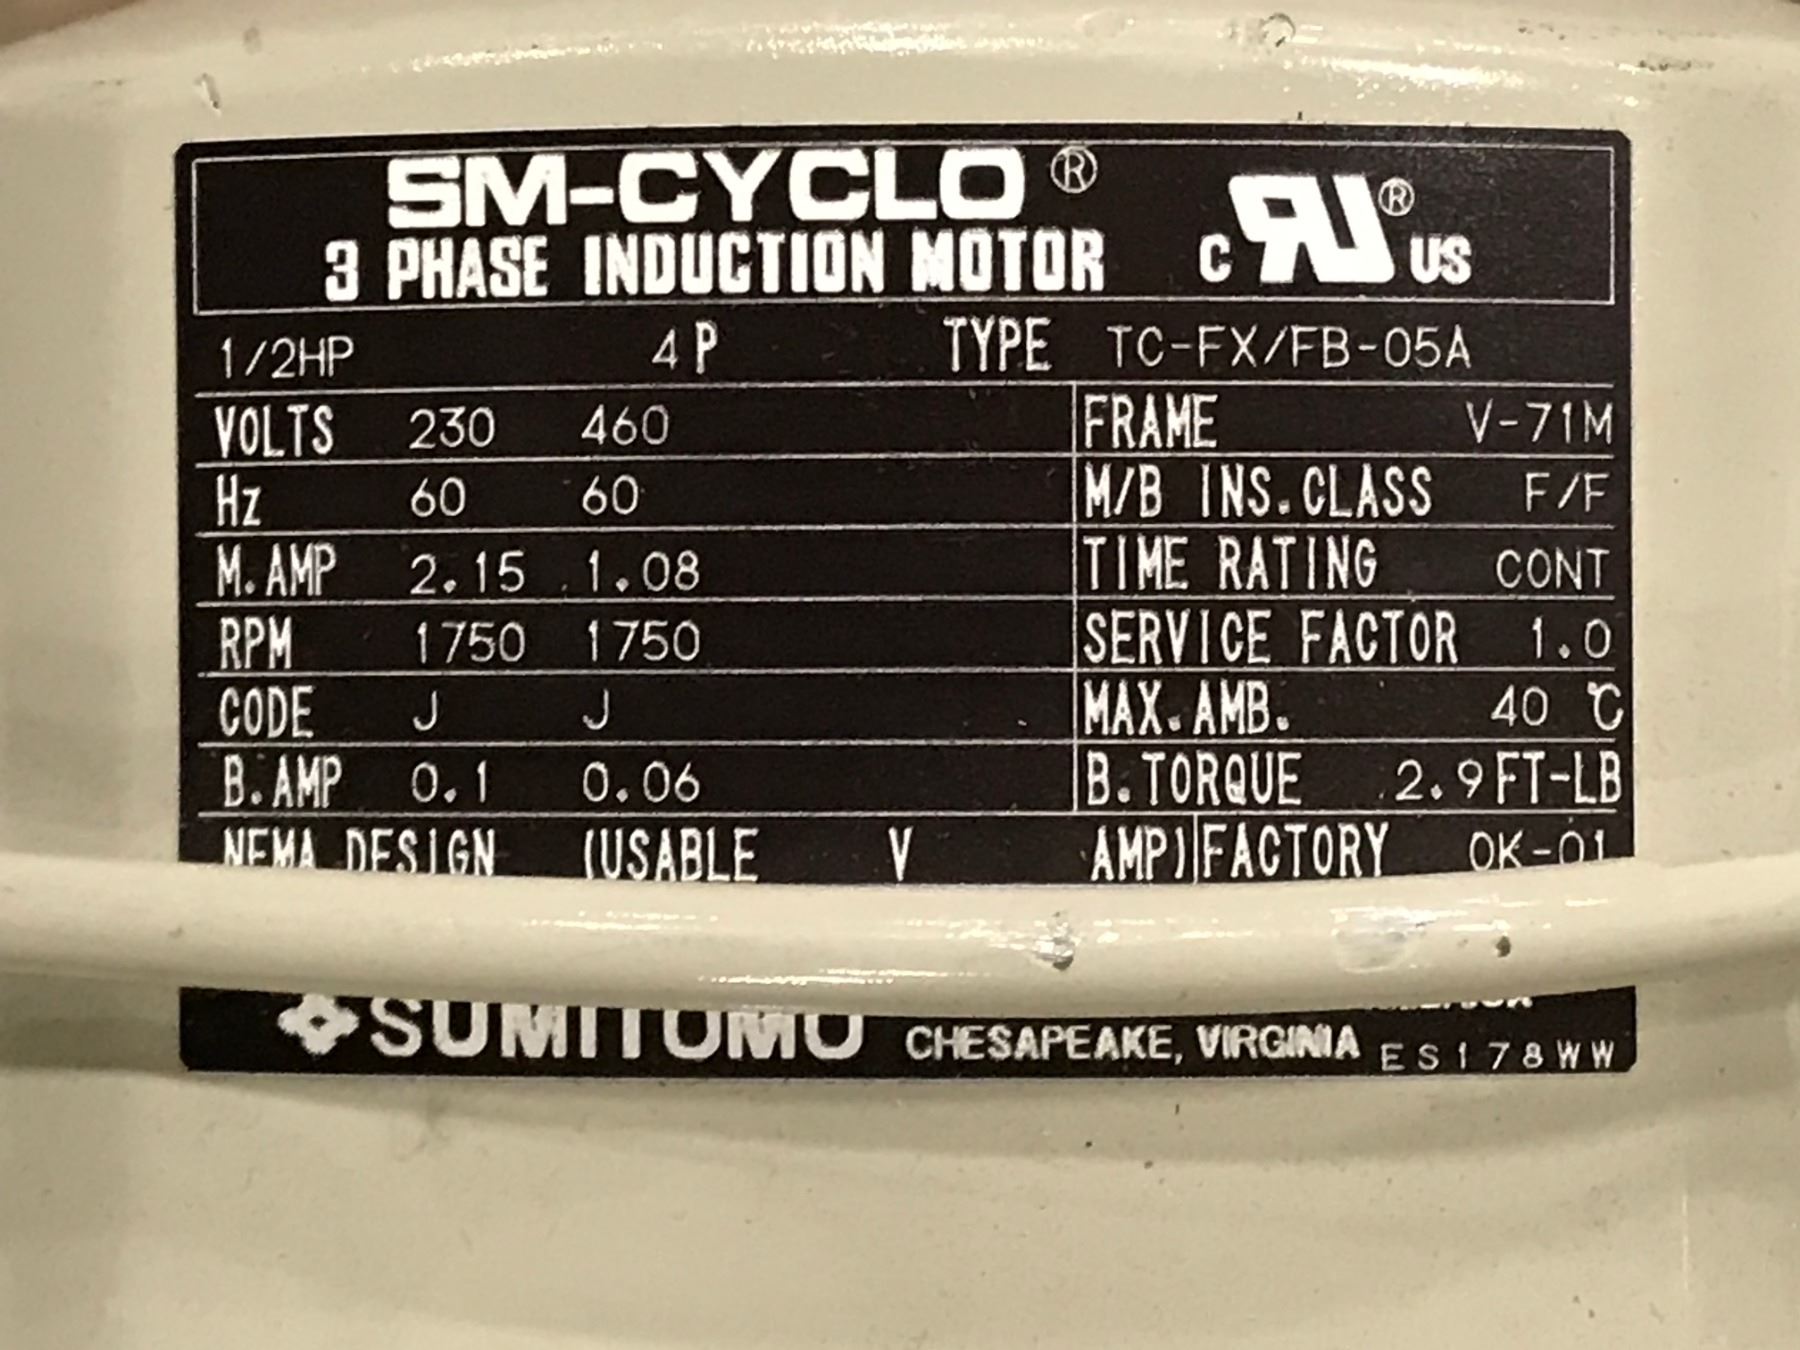 SM-CYCLO®
3 PHASE INDUCTION MOTOR
C RU® US
1/2HP 4P TYPE TC-FX/FB-05A
VOLTS 230 460 FRAME V-71M
Hz 60 60 M/B INS.CLASS F/F
M.AMP 2.15 1.08 TIME RATING CONT
RPM 1750 1750 SERVICE FACTOR 1.0
CODE J J MAX.AMB. 40 ℃
B.AMP 0.1 0.06 B.TORQUE 2.9 FT-LB
NEMA DESIGN (USABLE V AMP) FACTORY OK-01
SUMITOMO CHESAPEAKE, VIRGINIA ES178WW